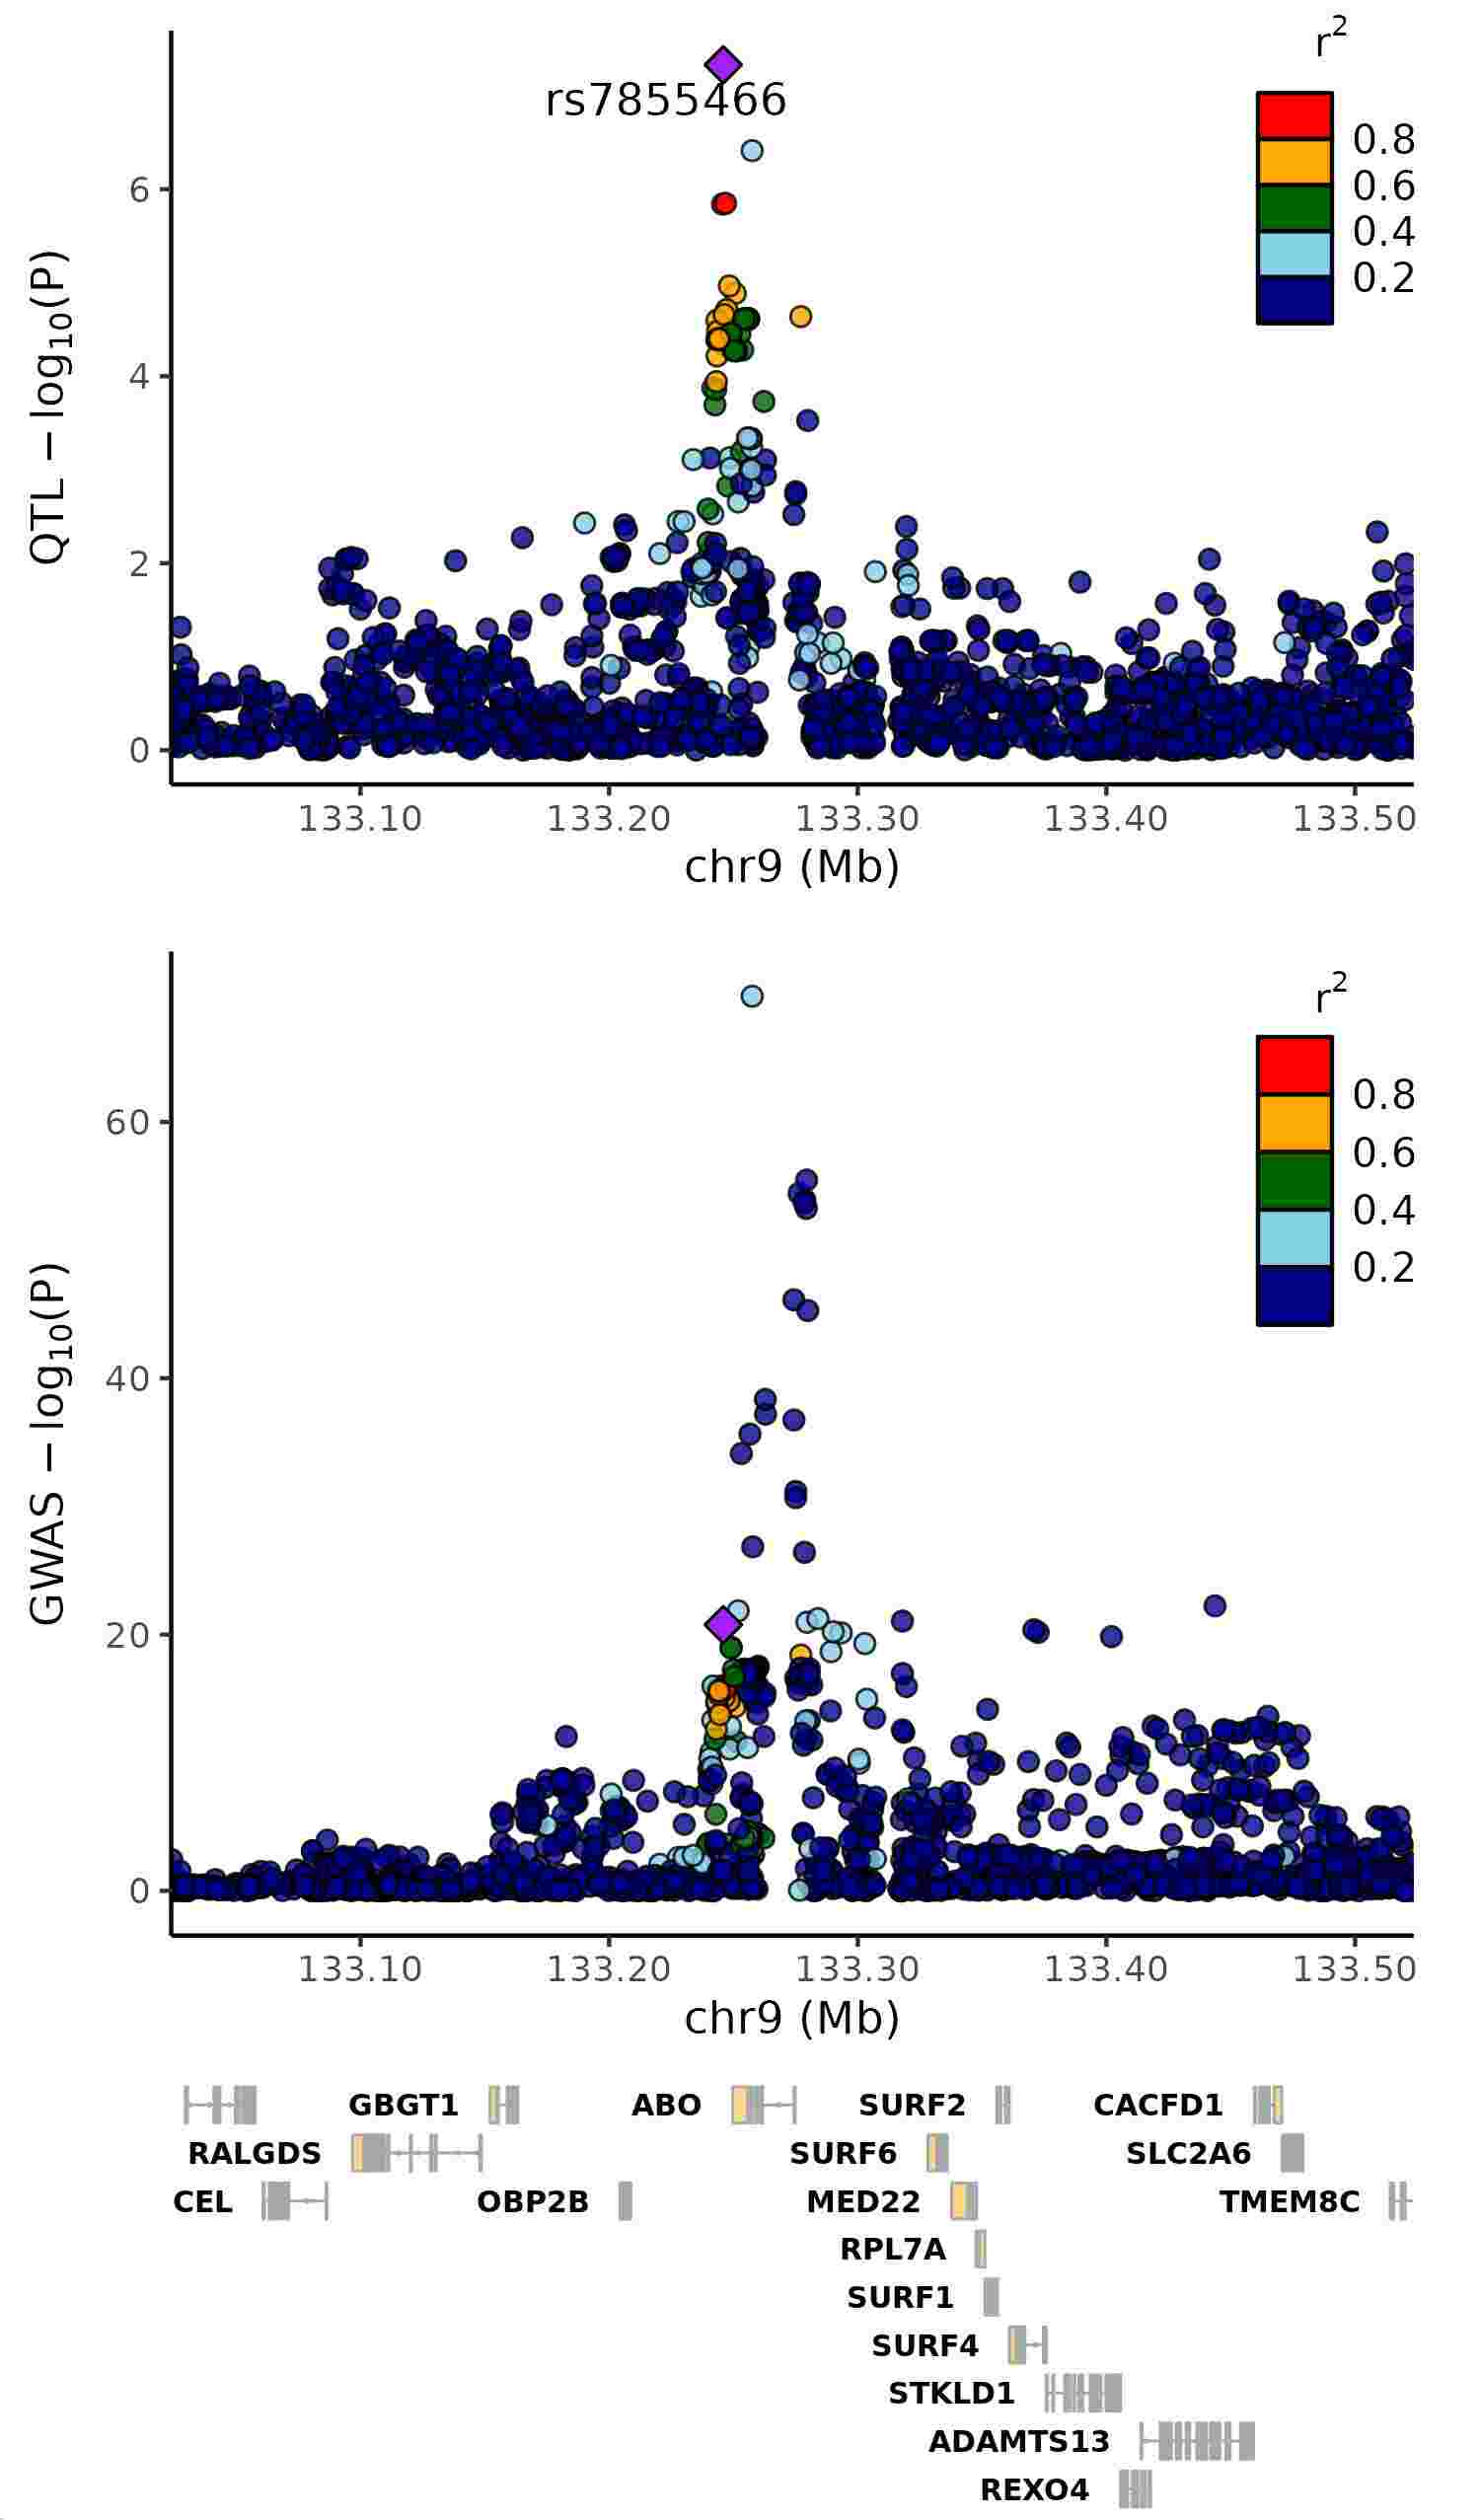 r2
rs7855466
0.8
0.6
0.4
0.2
6
4
2
0
QTL −log10(P)
133.10 133.20 133.30 133.40 133.50
chr9 (Mb)
r2
0.8
0.6
0.4
0.2
60
40
20
0
GWAS −log10(P)
133.10 133.20 133.30 133.40 133.50
chr9 (Mb)
GBGT1 ABO SURF2 CACFD1
RALGDS SURF6 SLC2A6
CEL OBP2B MED22 TMEM8C
RPL7A
SURF1
SURF4
STKLD1
ADAMTS13
REXO4